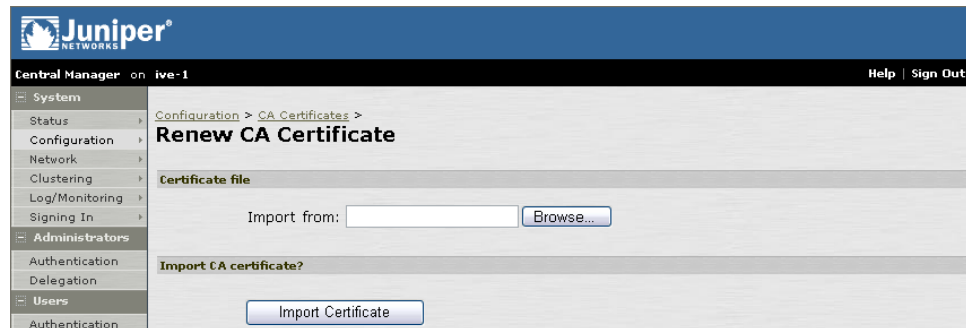 Juniper®
NETWORKS
Central Manager on ive-1
Help | Sign Out
System
Status
Configuration
Network
Clustering
Log/Monitoring
Signing In
Administrators
Authentication
Delegation
Users
Authentication
Configuration > CA Certificates >
Renew CA Certificate
Certificate file
Import from: Browse...
Import CA certificate?
Import Certificate